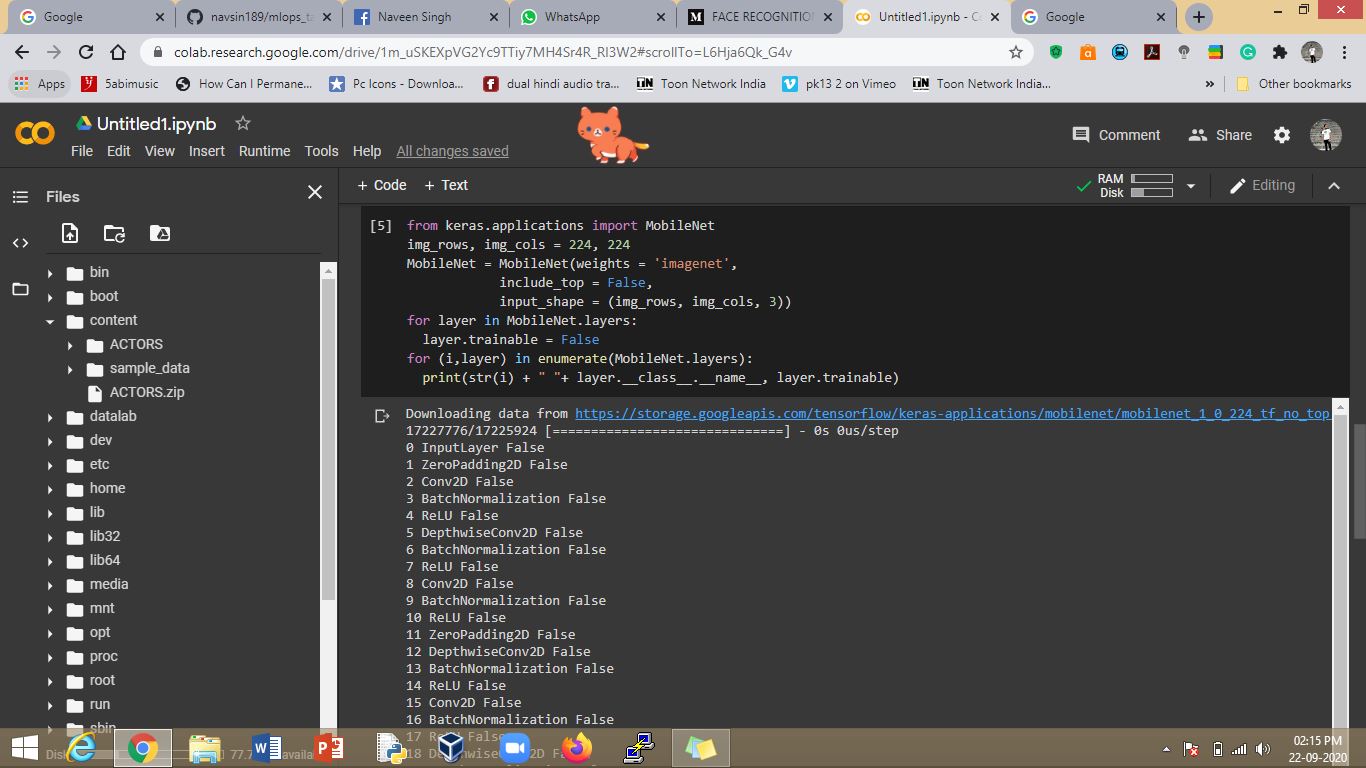 Google
navsin189/mlops_ta
Naveen Singh
WhatsApp
FACE RECOGNITIO
Untitled1.ipynb - C
Google
colab.research.google.com/drive/1m_uSKEXpVG2Yc9TTiy7MH4Sr4R_RI3W2#scrollTo=L6Hja6Qk_G4v
Apps
5abimusic
How Can I Permane...
Pc Icons - Downloa...
dual hindi audio tra...
Toon Network India
pk13 2 on Vimeo
Toon Network India...
»
Other bookmarks
Untitled1.ipynb
File Edit View Insert Runtime Tools Help All changes saved
Comment
Share
Files
+ Code + Text
RAM
Disk
Editing
bin
boot
content
ACTORS
sample_data
ACTORS.zip
datalab
dev
etc
home
lib
lib32
lib64
media
mnt
opt
proc
root
run
sbin
Disk
77.7
availa
[5] from keras.applications import MobileNet
img_rows, img_cols = 224, 224
MobileNet = MobileNet(weights = 'imagenet',
include_top = False,
input_shape = (img_rows, img_cols, 3))
for layer in MobileNet.layers:
layer.trainable = False
for (i,layer) in enumerate(MobileNet.layers):
print(str(i) + " "+ layer.__class__.__name__, layer.trainable)
Downloading data from https://storage.googleapis.com/tensorflow/keras-applications/mobilenet/mobilenet_1_0_224_tf_no_top
17227776/17225924 [==============================] - 0s 0us/step
0 InputLayer False
1 ZeroPadding2D False
2 Conv2D False
3 BatchNormalization False
4 ReLU False
5 DepthwiseConv2D False
6 BatchNormalization False
7 ReLU False
8 Conv2D False
9 BatchNormalization False
10 ReLU False
11 ZeroPadding2D False
12 DepthwiseConv2D False
13 BatchNormalization False
14 ReLU False
15 Conv2D False
16 BatchNormalization False
17 ReLU False
18 DepthwiseConv2D False
02:15 PM
22-09-2020